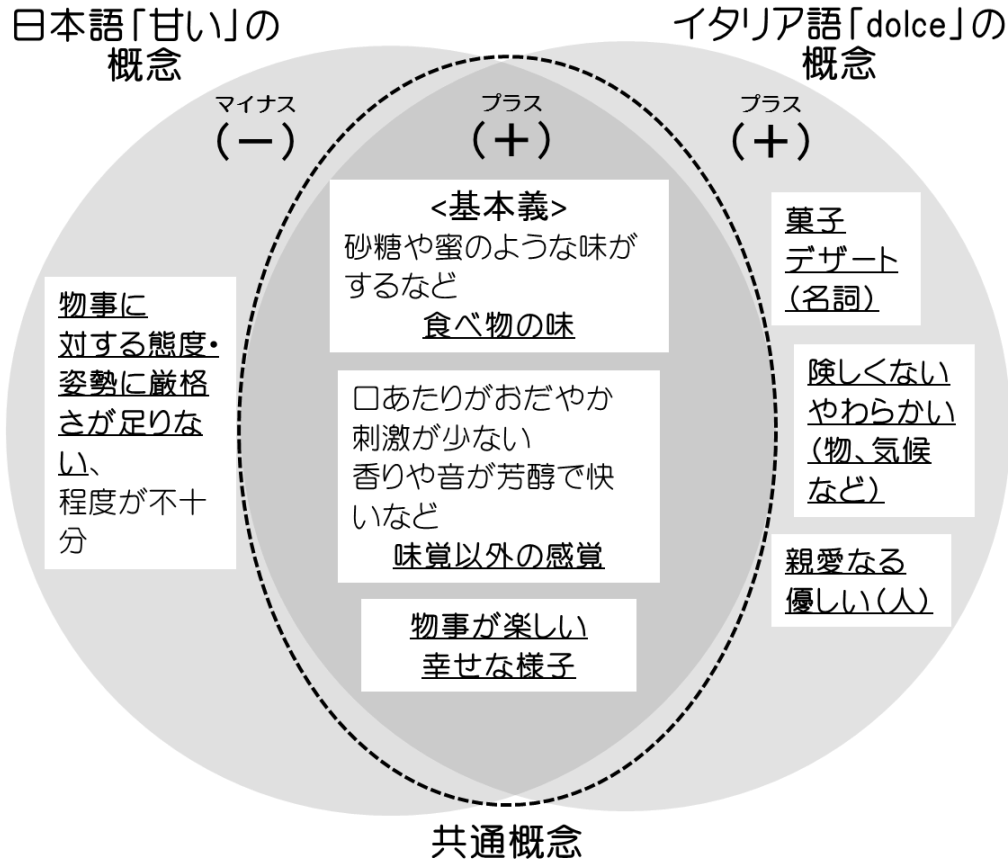 日本語「甘い」の
概念
イタリア語「dolce」の
概念
マイナス
(－)
プラス
(＋)
プラス
(＋)
物事に
対する態度・
姿勢に厳格
さが足りな
い、
程度が不十
分
<基本義>
砂糖や蜜のような味が
するなど
食べ物の味
口あたりがおだやか
刺激が少ない
香りや音が芳醇で快
いなど
味覚以外の感覚
物事が楽しい
幸せな様子
菓子
デザート
(名詞)
険しくない
やわらかい
(物、気候
など)
親愛なる
優しい(人)
共通概念